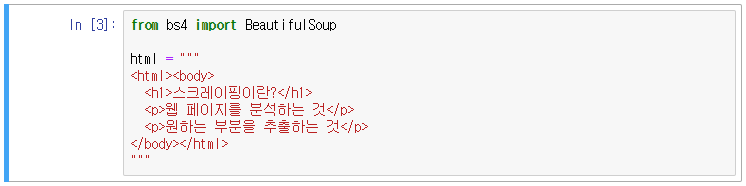 In [3]: from bs4 import BeautifulSoup
html = """
<html><body>
<h1>스크레이핑이란?</h1>
<p>웹 페이지를 분석하는 것</p>
<p>원하는 부분을 추출하는 것</p>
</body></html>
"""